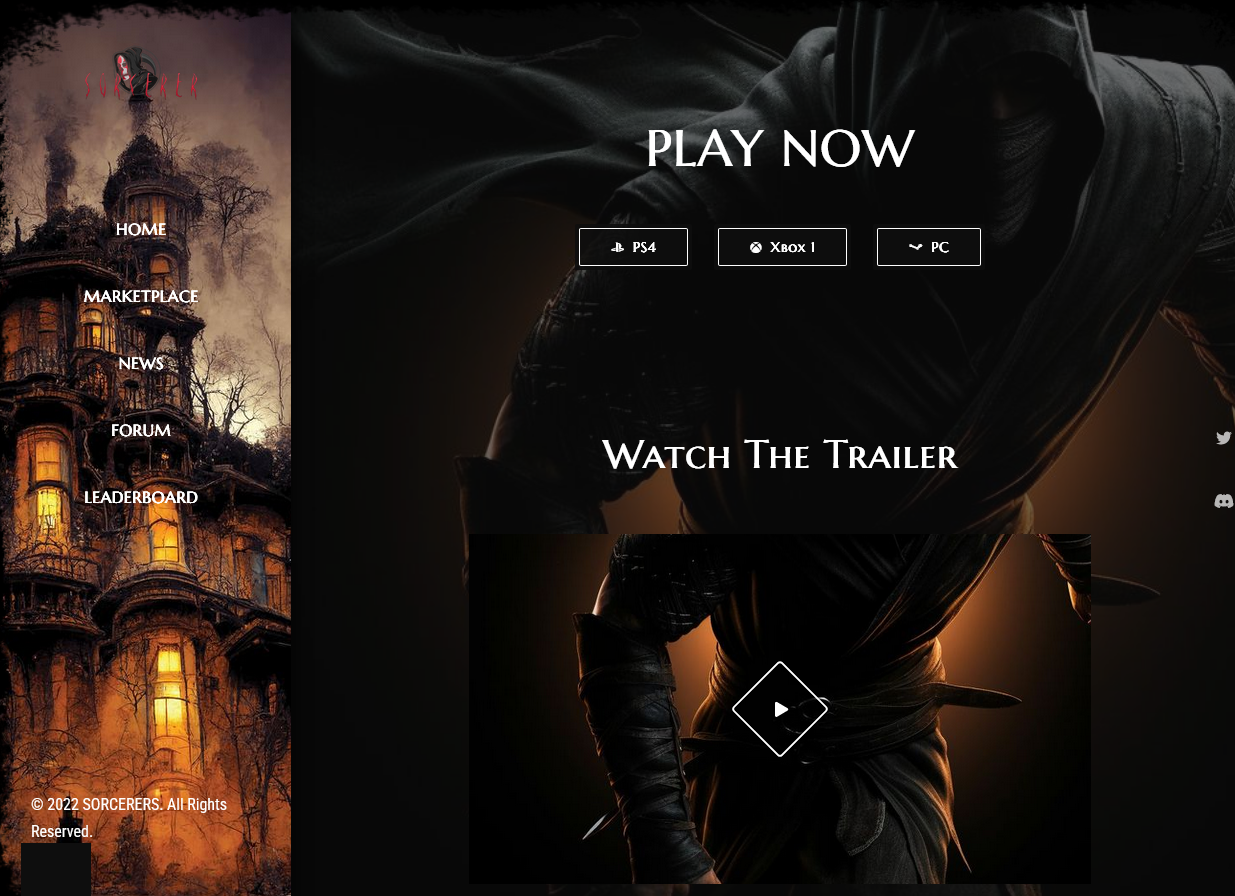 SORCERER
HOME
MARKETPLACE
NEWS
FORUM
LEADERBOARD
© 2022 SORCERERS. All Rights
Reserved.
PLAY NOW
PS4
Xbox 1
PC
Watch The Trailer